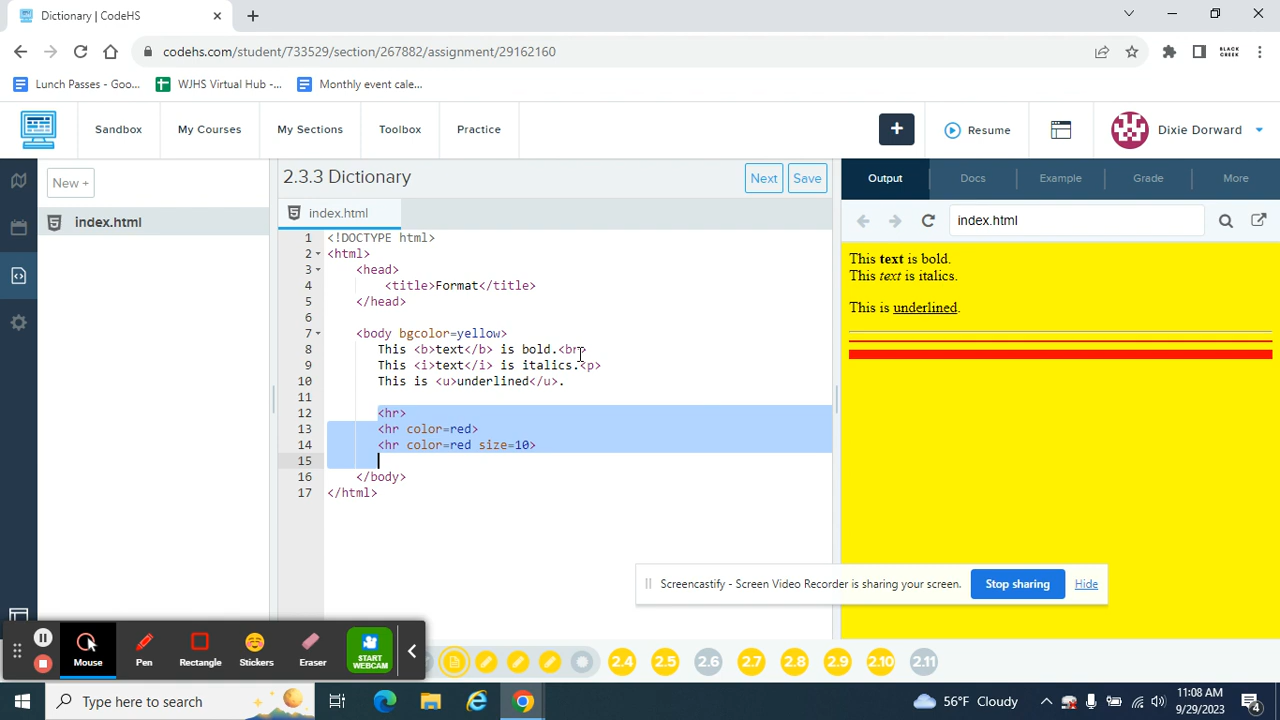 Dictionary | CodeHS
codehs.com/student/733529/section/267882/assignment/29162160
BLACK CREEK
Lunch Passes - Goo... WJHS Virtual Hub -... Monthly event cale...
Sandbox My Courses My Sections Toolbox Practice + Resume Dixie Dorward
New + 2.3.3 Dictionary Next Save Output Docs Example Grade More
index.html index.html index.html
1 <!DOCTYPE html>
2 <html>
3 <head>
4 <title>Format</title>
5 </head>
6
7 <body bgcolor=yellow>
8 This <b>text</b> is bold.<br>
9 This <i>text</i> is italics.<p>
10 This is <u>underlined</u>.
11
12 <hr>
13 <hr color=red>
14 <hr color=red size=10>
15
16 </body>
17 </html>
This text is bold.
This text is italics.
This is underlined.
Screencastify - Screen Video Recorder is sharing your screen. Stop sharing Hide
Mouse Pen Rectangle Stickers Eraser START WEBCAM
2.4 2.5 2.6 2.7 2.8 2.9 2.10 2.11
Type here to search
56°F Cloudy
11:08 AM
9/29/2023
4